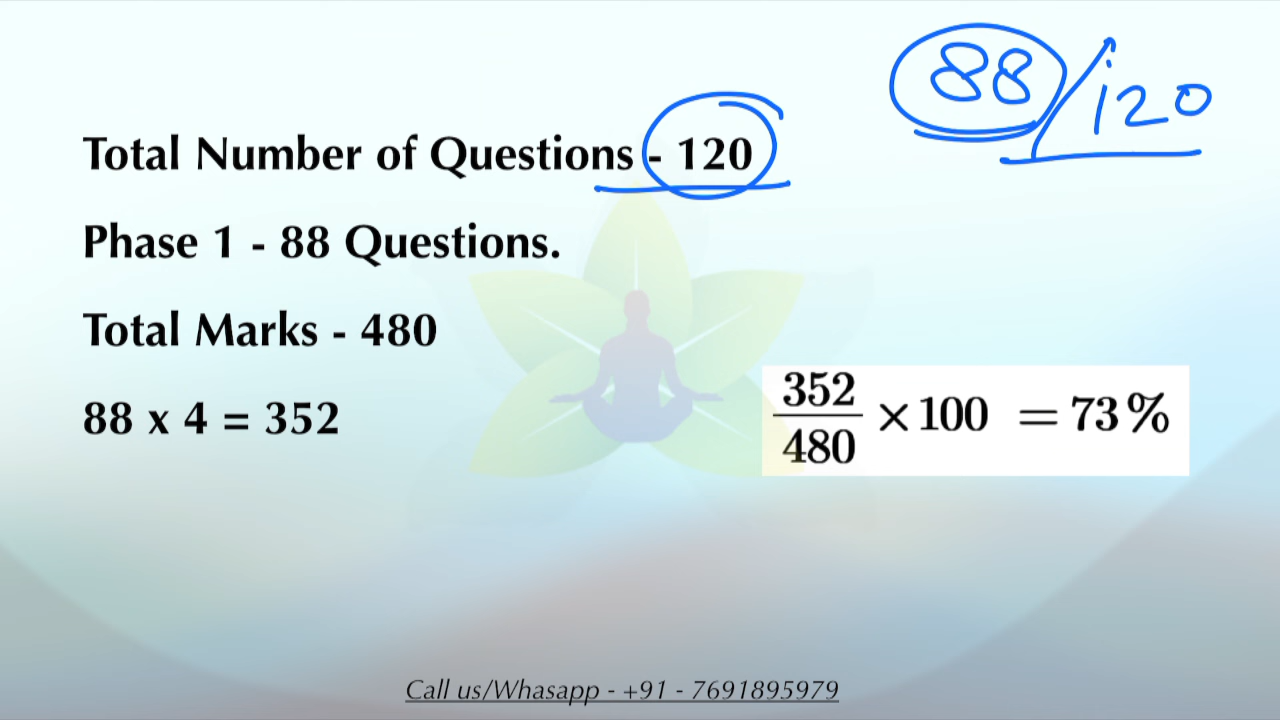 88/120
Total Number of Questions - 120
Phase 1 - 88 Questions.
Total Marks - 480
88 x 4 = 352
352/480 × 100 = 73%
Call us/Whasapp - +91 - 7691895979